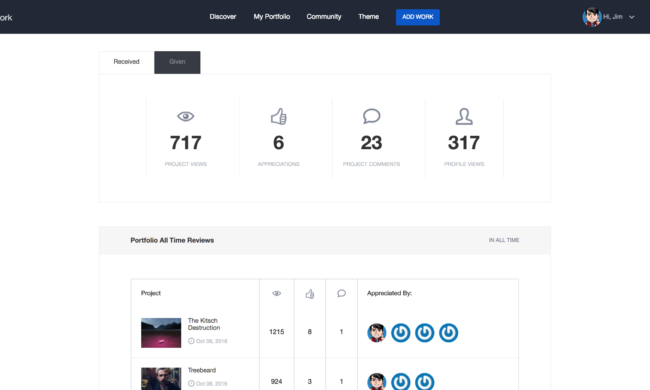 ork
Discover
My Portfolio
Community
Theme
ADD WORK
Hi, Jim
Received
Given
717
6
23
317
PROJECT VIEWS
APPRECIATIONS
PROJECT COMMENTS
PROFILE VIEWS
Portfolio All Time Reviews
IN ALL TIME
Project
Appreciated By:
The Kitsch
Destruction
Oct 08, 2016
1215
8
1
Treebeard
Oct 08, 2016
924
3
1